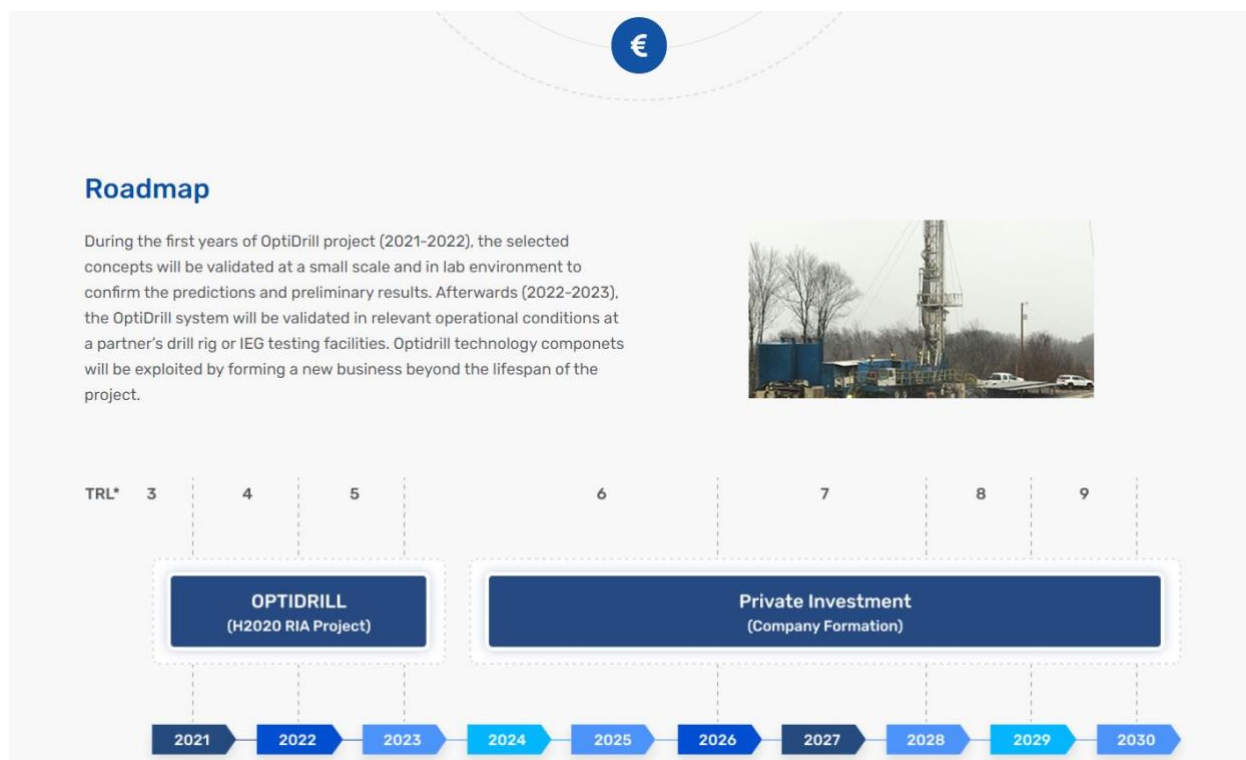 €
Roadmap
During the first years of OptiDrill project (2021-2022), the selected
concepts will be validated at a small scale and in lab environment to
confirm the predictions and preliminary results. Afterwards (2022-2023),
the OptiDrill system will be validated in relevant operational conditions at
a partner's drill rig or IEG testing facilities. Optidrill technology componets
will be exploited by forming a new business beyond the lifespan of the
project.
TRL* 3 4 5 6 7 8 9
OPTIDRILL
(H2020 RIA Project)
Private Investment
(Company Formation)
2021 2022 2023 2024 2025 2026 2027 2028 2029 2030